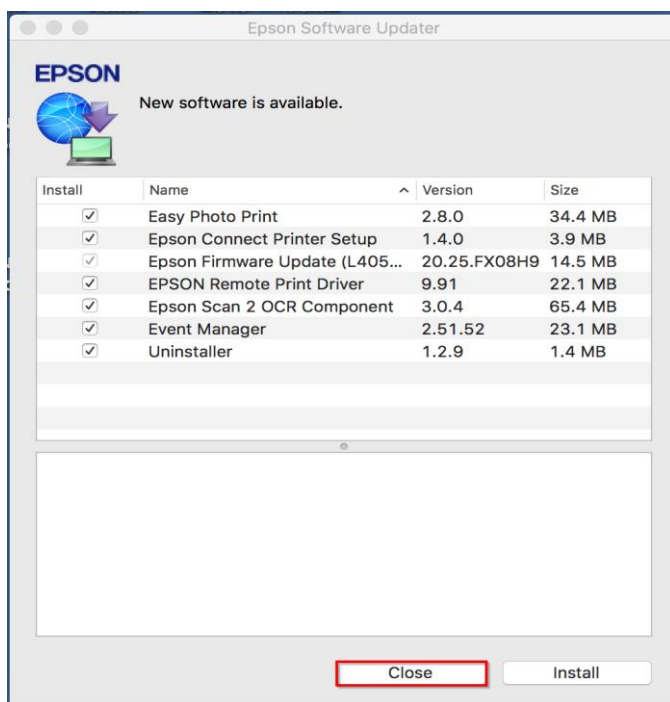 Epson Software Updater
EPSON
New software is available.
Install Name Version Size
Easy Photo Print 2.8.0 34.4 MB
Epson Connect Printer Setup 1.4.0 3.9 MB
Epson Firmware Update (L405... 20.25.FX08H9 14.5 MB
EPSON Remote Print Driver 9.91 22.1 MB
Epson Scan 2 OCR Component 3.0.4 65.4 MB
Event Manager 2.51.52 23.1 MB
Uninstaller 1.2.9 1.4 MB
Close Install